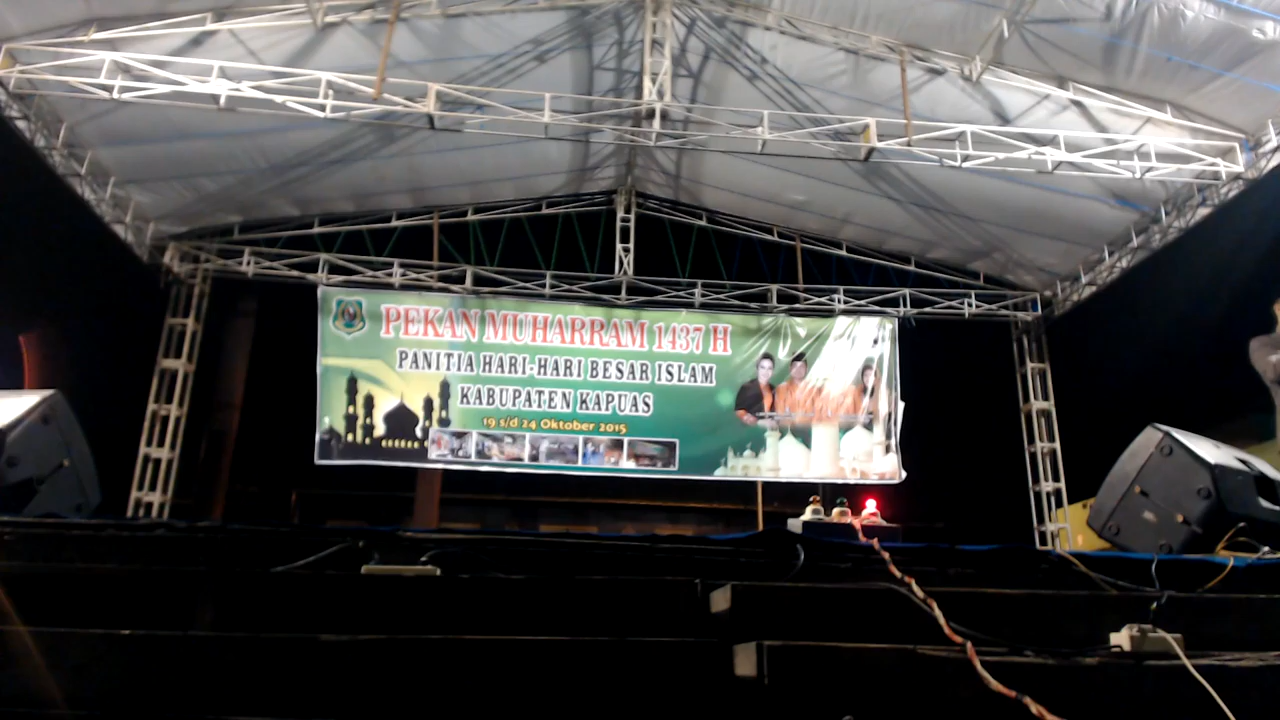 PEKAN MUHARRAM 1437 H
PANITIA HARI-HARI BESAR ISLAM
KABUPATEN KAPUAS
19 s/d 24 Oktober 2015